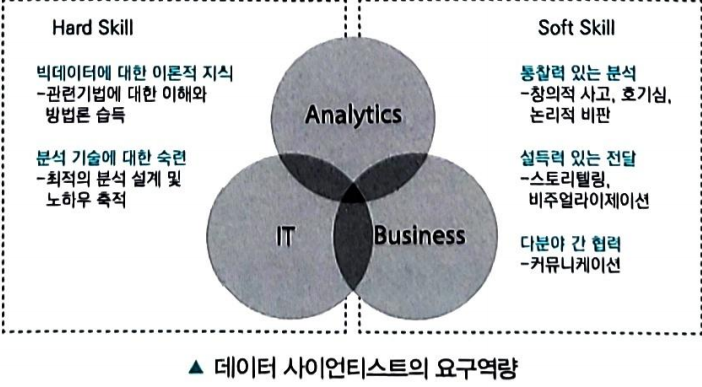 Hard Skill
빅데이터에 대한 이론적 지식
-관련기법에 대한 이해와
방법론 습득
분석 기술에 대한 숙련
-최적의 분석 설계 및
노하우 축적
Analytics
IT
Business
Soft Skill
통찰력 있는 분석
-창의적 사고, 호기심,
논리적 비판
설득력 있는 전달
-스토리텔링,
비주얼라이제이션
다분야 간 협력
-커뮤니케이션
▲ 데이터 사이언티스트의 요구역량